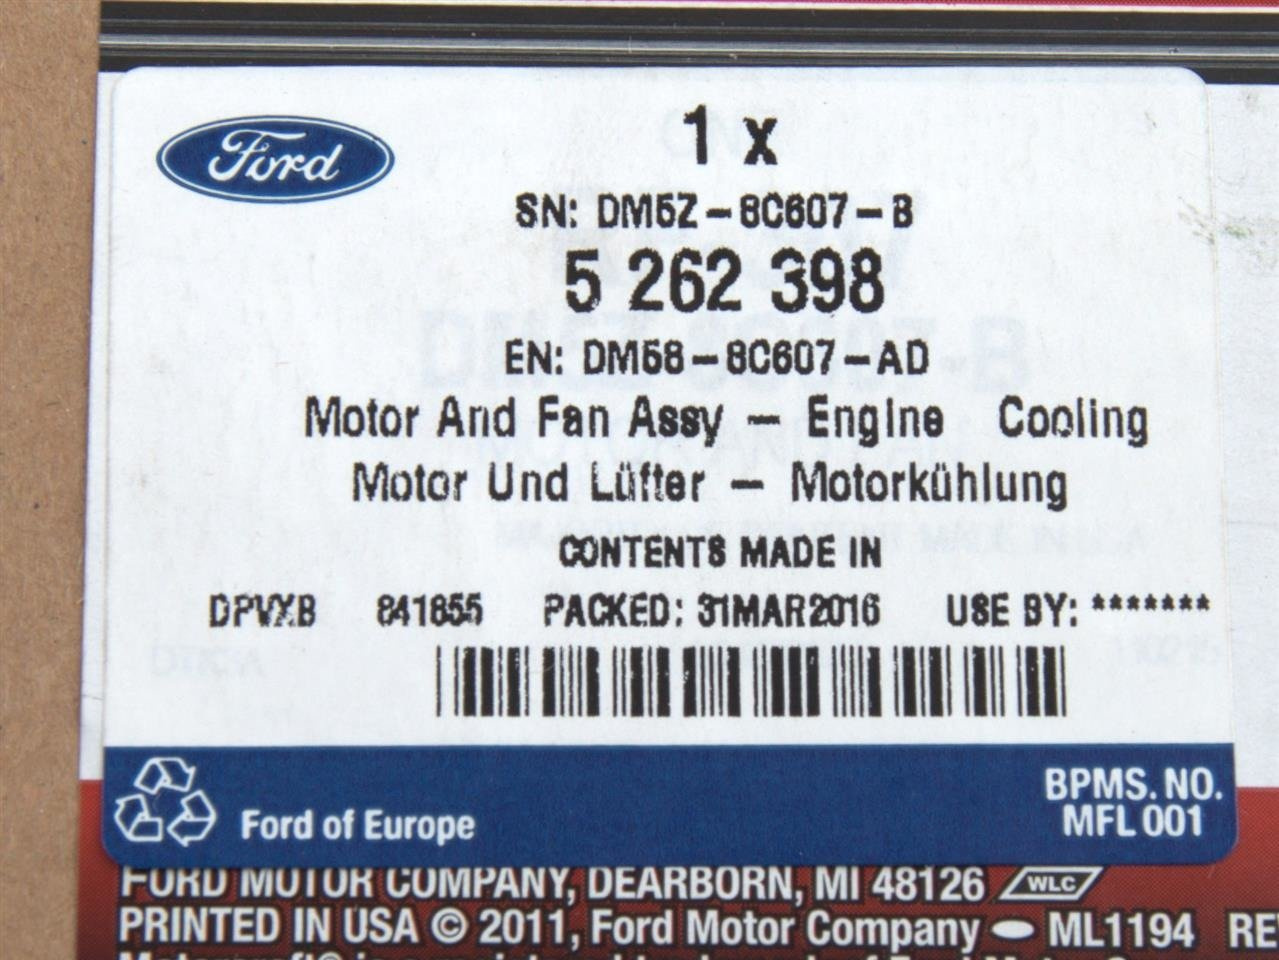 Ford
1 x
SN: DM5Z-8C607-B
5 262 398
EN: DM58-8C607-AD
Motor And Fan Assy - Engine Cooling
Motor Und Lüfter - Motorkühlung
CONTENTS MADE IN
DPVXB 841655 PACKED: 31MAR2016 USE BY: *******
Ford of Europe
BPMS. NO.
MFL 001
FORD MOTOR COMPANY, DEARBORN, MI 48126 WLC
PRINTED IN USA © 2011, Ford Motor Company ML1194 RE